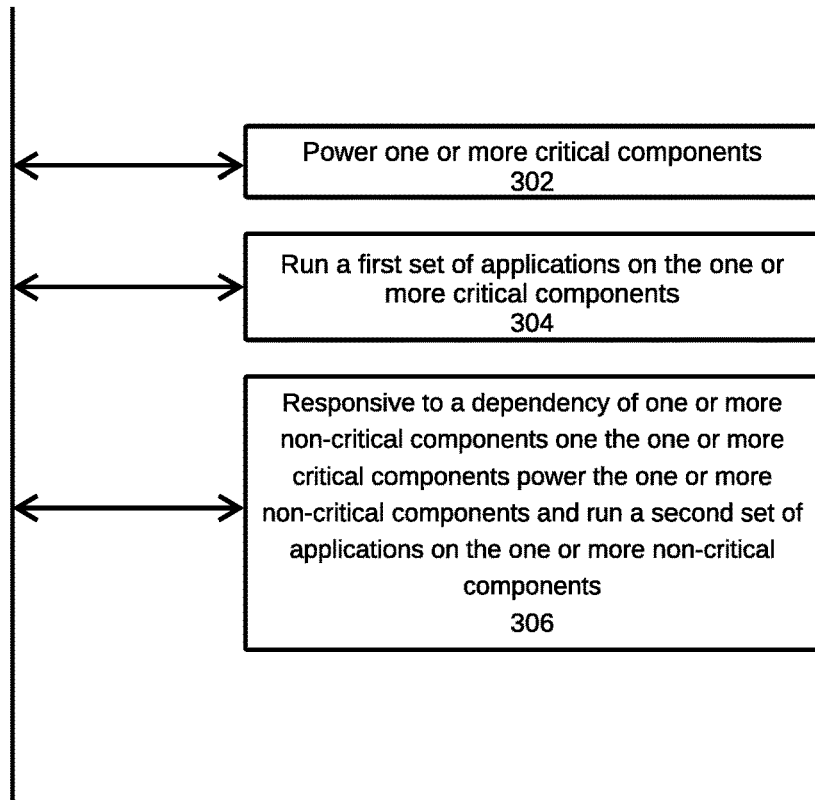 Power one or more critical components
302
Run a first set of applications on the one or
more critical components
304
Responsive to a dependency of one or more
non-critical components one the one or more
critical components power the one or more
non-critical components and run a second set of
applications on the one or more non-critical
components
306